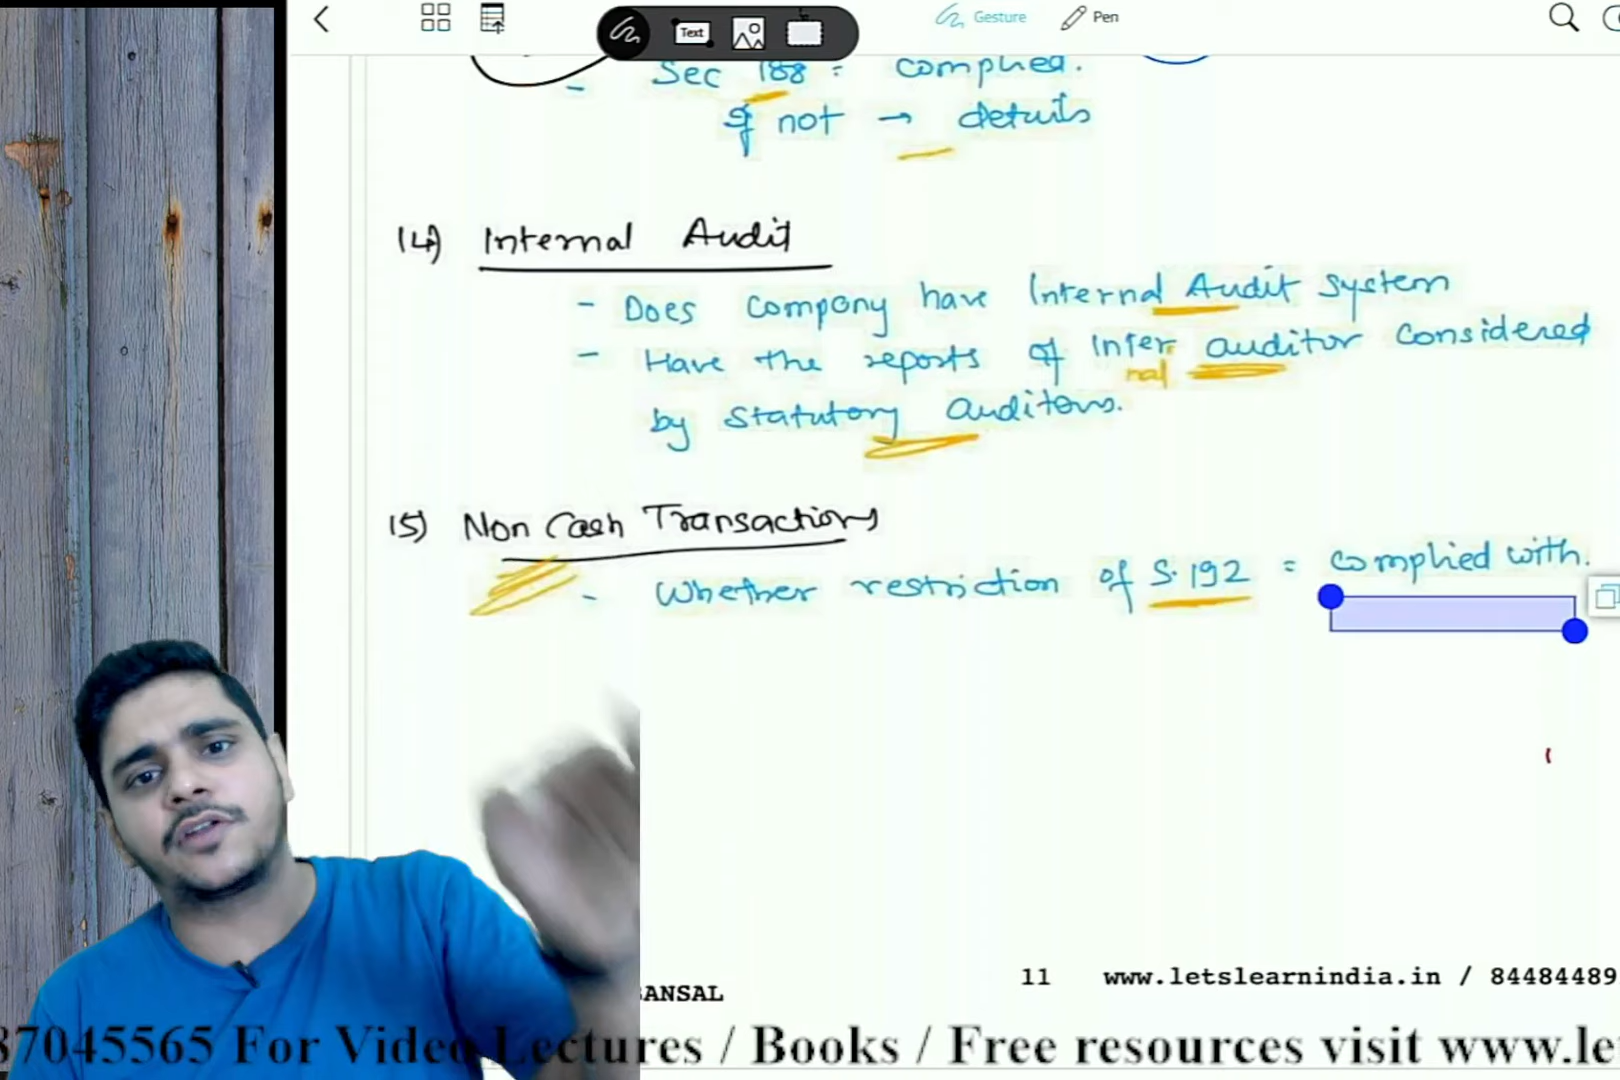 Text
Gesture
Pen
- Sec 188 = complied.
If not → details
14) Internal Audit
- Does Company have Internal Audit System
- Have the reports of Internal auditor Considered
by Statutory auditors.
15) Non Cash Transactions
- Whether restriction of S.192 = complied with.
ANSAL
11 www.letslearnindia.in / 84484489
87045565 For Video Lectures / Books / Free resources visit www.le